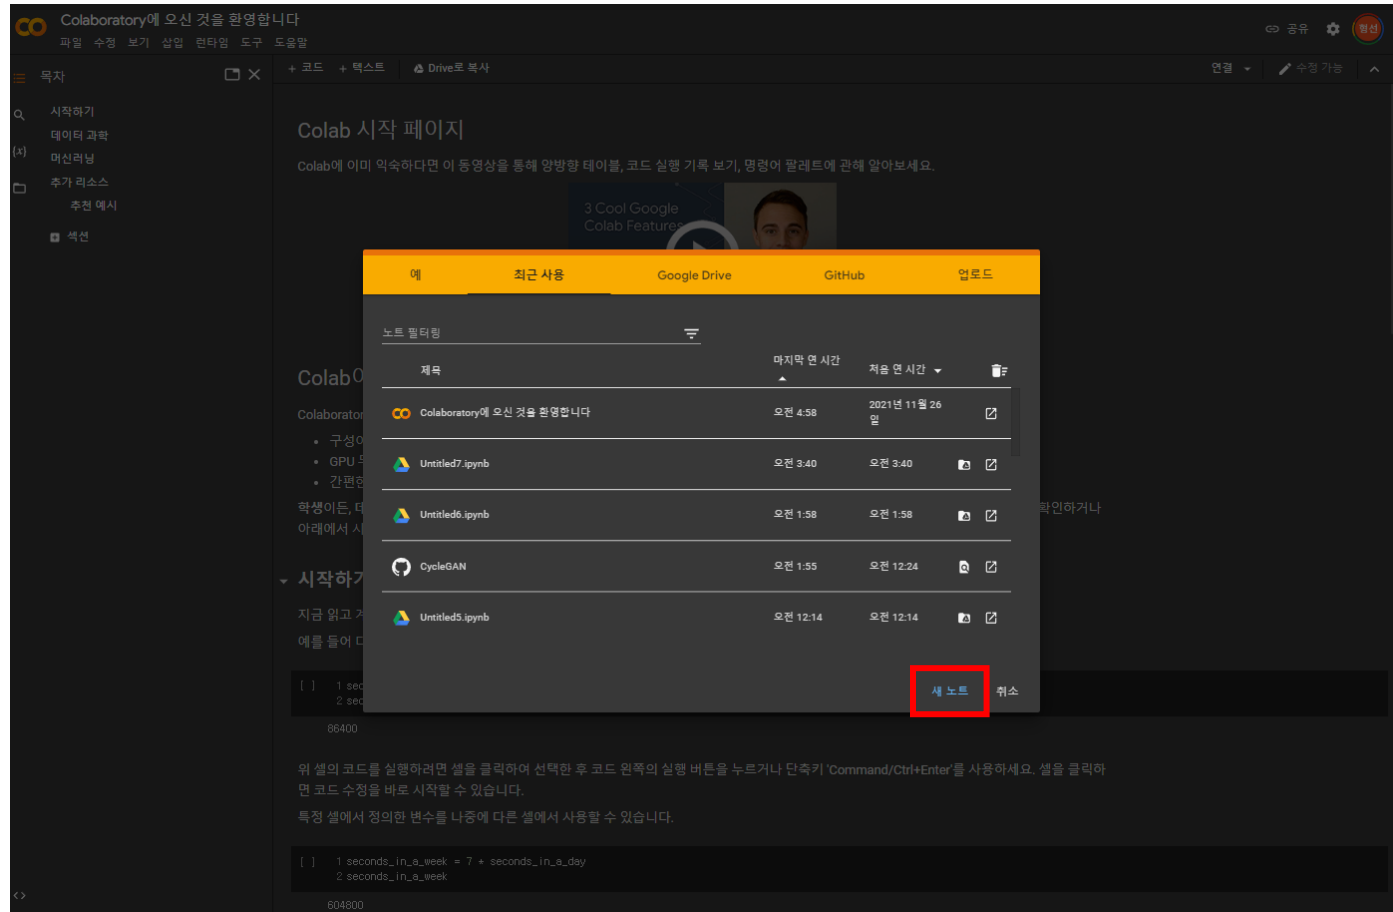 Colaboratory에 오신 것을 환영합니다
파일 수정 보기 삽입 런타임 도구 도움말
공유
형선
목차
+ 코드 + 텍스트 Drive로 복사
연결
수정 가능
시작하기
데이터 과학
머신러닝
추가 리소스
추천 예시
섹션
{x}
<>
Colab 시작 페이지
Colab에 이미 익숙하다면 이 동영상을 통해 양방향 테이블, 코드 실행 기록 보기, 명령어 팔레트에 관해 알아보세요.
3 Cool Google
Colab Features
예 최근 사용 Google Drive GitHub 업로드
노트 필터링
제목 마지막 연 시간 처음 연 시간
Colaboratory에 오신 것을 환영합니다 오전 4:58 2021년 11월 26일
Untitled7.ipynb 오전 3:40 오전 3:40
Untitled6.ipynb 오전 1:58 오전 1:58
CycleGAN 오전 1:55 오전 12:24
Untitled5.ipynb 오전 12:14 오전 12:14
새 노트 취소
Colab
Colaborator
구성
GPU
간편한
학생이든, 확인하거나
아래에서
시작하기
지금 읽고
예를 들어
[ ] 1 sec
2 sec
86400
위 셀의 코드를 실행하려면 셀을 클릭하여 선택한 후 코드 왼쪽의 실행 버튼을 누르거나 단축키 'Command/Ctrl+Enter'를 사용하세요. 셀을 클릭하
면 코드 수정을 바로 시작할 수 있습니다.
특정 셀에서 정의한 변수를 나중에 다른 셀에서 사용할 수 있습니다.
[ ] 1 seconds_in_a_week = 7 * seconds_in_a_day
2 seconds_in_a_week
604800